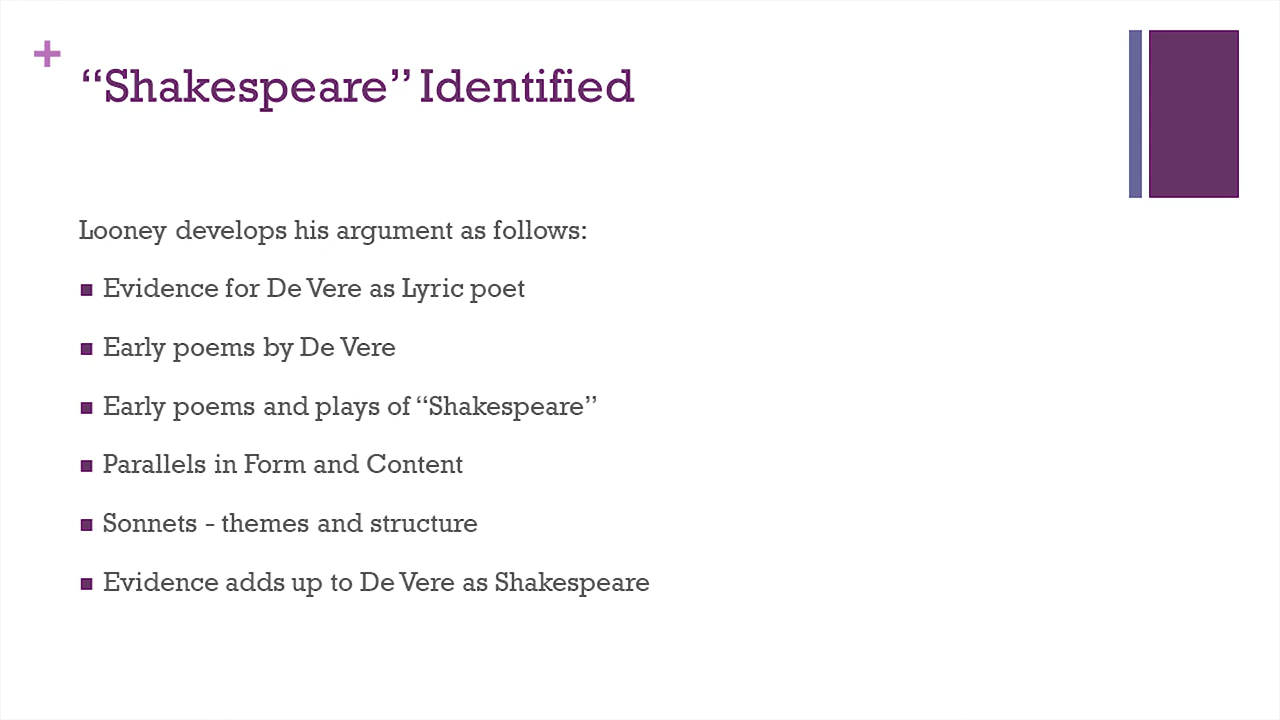 “Shakespeare” Identified
Looney develops his argument as follows:
Evidence for De Vere as Lyric poet
Early poems by De Vere
Early poems and plays of “Shakespeare”
Parallels in Form and Content
Sonnets - themes and structure
Evidence adds up to De Vere as Shakespeare